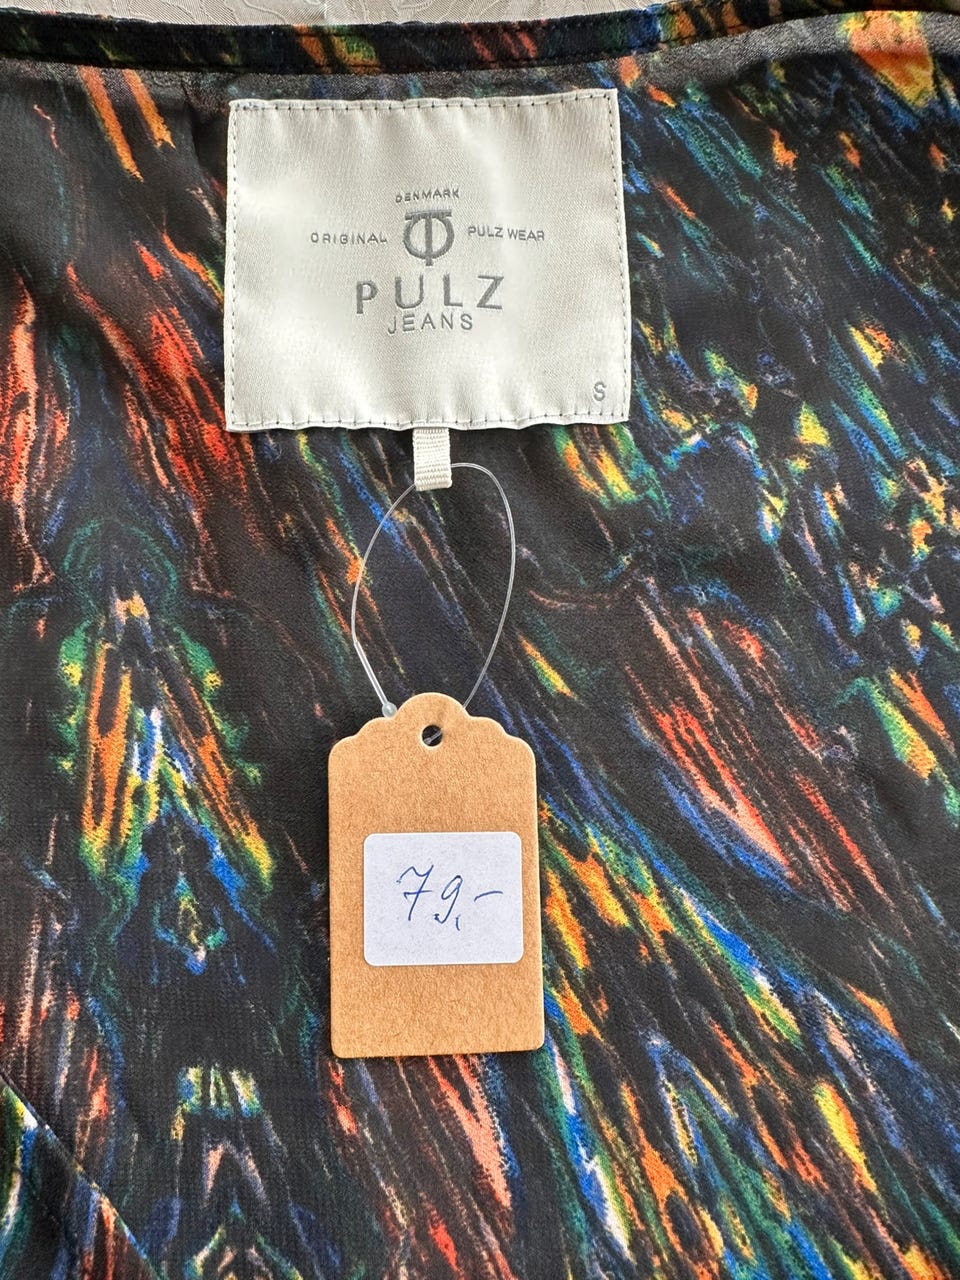 DENMARK
ORIGINAL PULZ WEAR
PULZ
JEANS
S
79,-